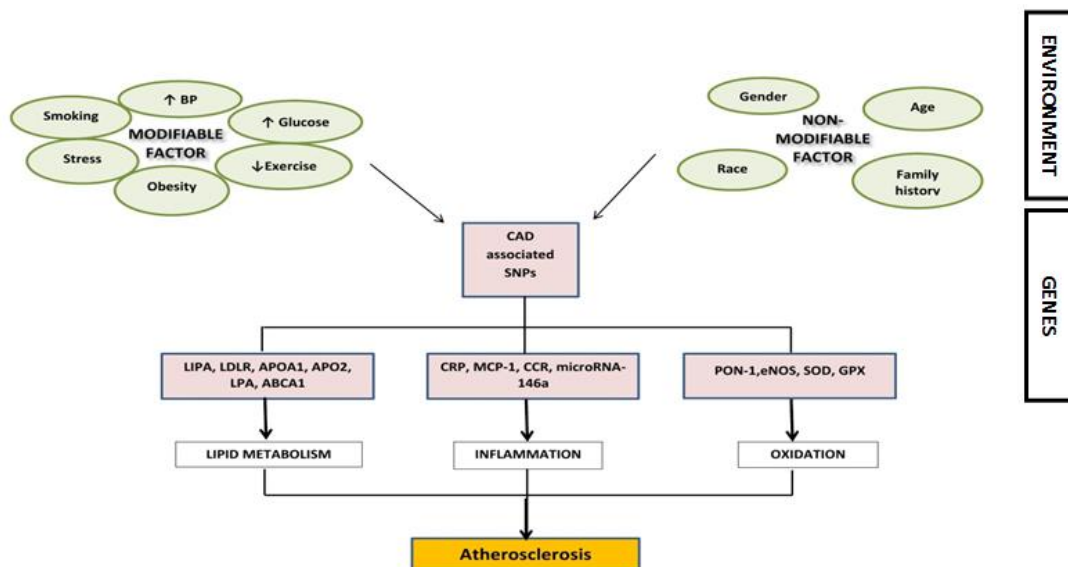 Smoking
↑ BP
↑ Glucose
MODIFIABLE
FACTOR
Stress
↓Exercise
Obesity
Gender
Age
NON-
MODIFIABLE
FACTOR
Race
Family
history
ENVIRONMENT
CAD
associated
SNPs
GENES
LIPA, LDLR, APOA1, APO2,
LPA, ABCA1
CRP, MCP-1, CCR, microRNA-
146a
PON-1,eNOS, SOD, GPX
LIPID METABOLISM
INFLAMMATION
OXIDATION
Atherosclerosis